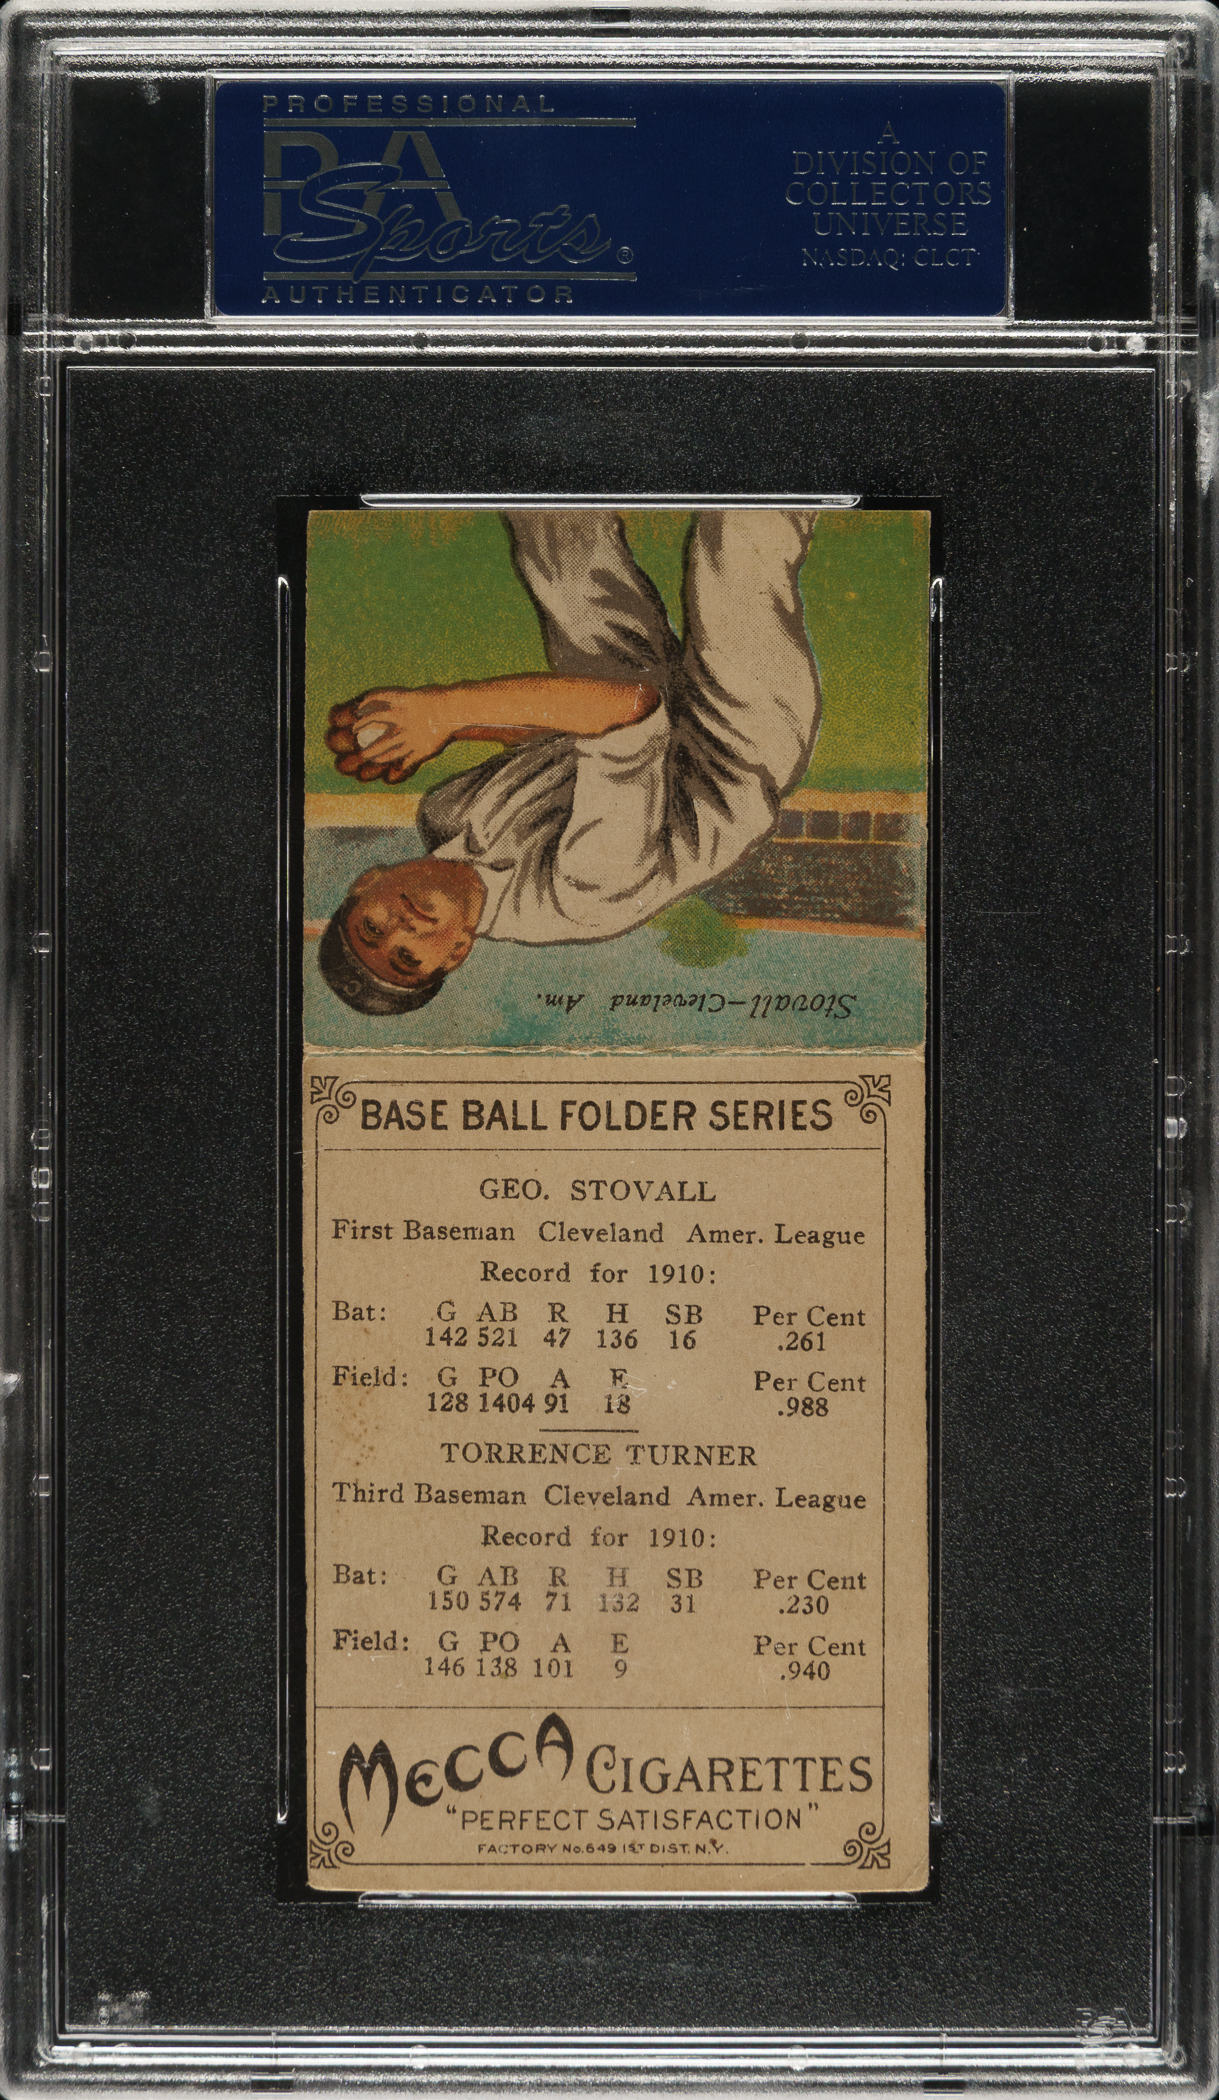 PROFESSIONAL
PSA
Sports®
AUTHENTICATOR
A
DIVISION OF
COLLECTORS
UNIVERSE
NASDAQ: CLCT
Stovall—Cleveland Am.
BASE BALL FOLDER SERIES
GEO. STOVALL
First Baseman Cleveland Amer. League
Record for 1910:
Bat: G AB R H SB Per Cent
142 521 47 136 16 .261
Field: G PO A E Per Cent
128 1404 91 18 .988
TORRENCE TURNER
Third Baseman Cleveland Amer. League
Record for 1910:
Bat: G AB R H SB Per Cent
150 574 71 132 31 .230
Field: G PO A E Per Cent
146 138 101 9 .940
MECCA CIGARETTES
"PERFECT SATISFACTION"
FACTORY No.649 1ST DIST. N.Y.